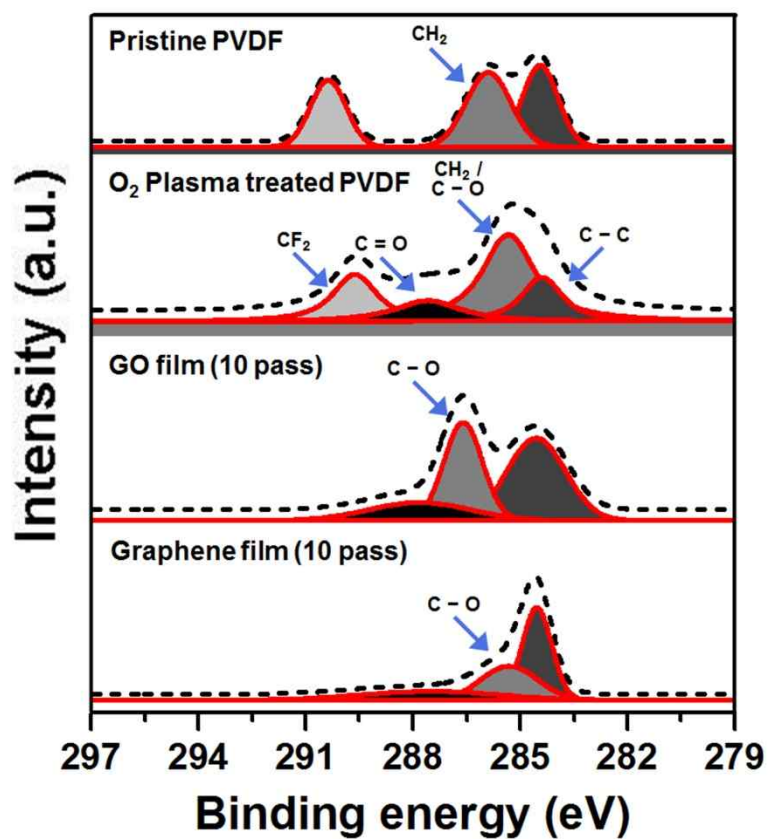 Pristine PVDF
CH₂
O₂ Plasma treated PVDF
CH₂ /
C – O
CF₂
C = O
C – C
GO film (10 pass)
C – O
Graphene film (10 pass)
C – O
Intensity (a.u.)
297 294 291 288 285 282 279
Binding energy (eV)